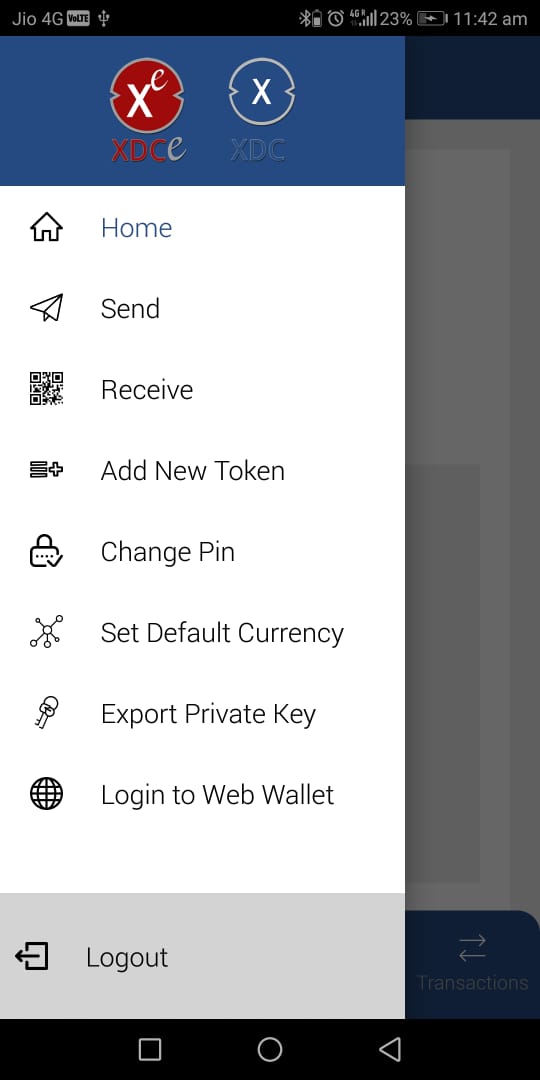 Jio 4G VoLTE 4G R 23% 11:42 am
Xe X
XDCe XDC
Home
Send
Receive
Add New Token
Change Pin
Set Default Currency
Export Private Key
Login to Web Wallet
Logout
Transactions